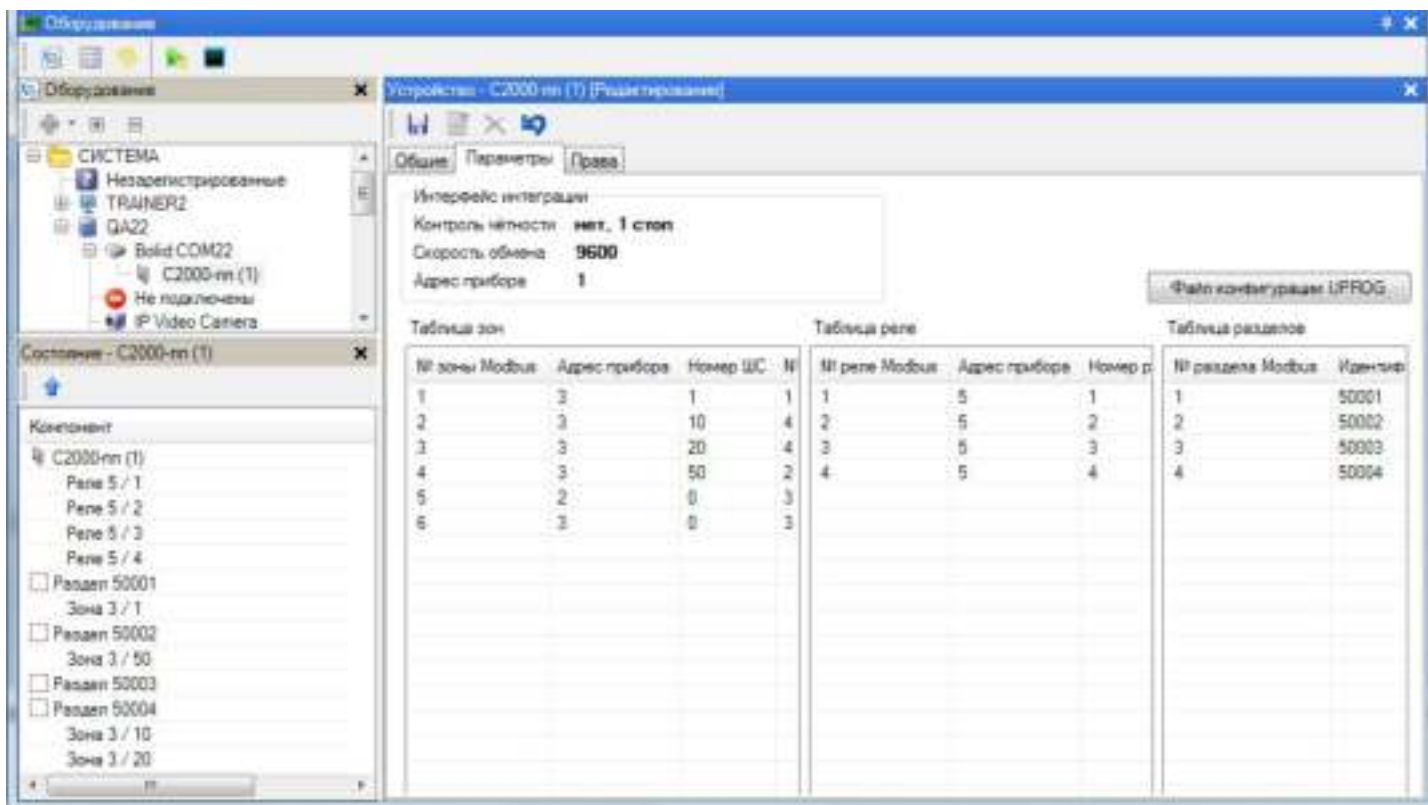 Оборудование
Оборудование
СИСТЕМА
Незарегистрированные
TRAINER2
QA22
Bolid COM22
С2000-пп (1)
Не подключены
IP Video Camera
Состояние - С2000-пп (1)
Компонент
С2000-пп (1)
Реле 5 / 1
Реле 5 / 2
Реле 5 / 3
Реле 5 / 4
Раздел 50001
Зона 3 / 1
Раздел 50002
Зона 3 / 50
Раздел 50003
Раздел 50004
Зона 3 / 10
Зона 3 / 20
Устройство - С2000-пп (1) [Редактирование]
Общие Параметры Права
Интерфейс интеграции
Контроль чётности нет, 1 стоп
Скорость обмена 9600
Адрес прибора 1
Файл конфигурации UPROG
Таблица зон
№ зоны Modbus Адрес прибора Номер ШС №
1 3 1 1
2 3 10 4
3 3 20 4
4 3 50 2
5 2 0 3
6 3 0 3
Таблица реле
№ реле Modbus Адрес прибора Номер р
1 5 1
2 5 2
3 5 3
4 5 4
Таблица разделов
№ раздела Modbus Идентиф
1 50001
2 50002
3 50003
4 50004